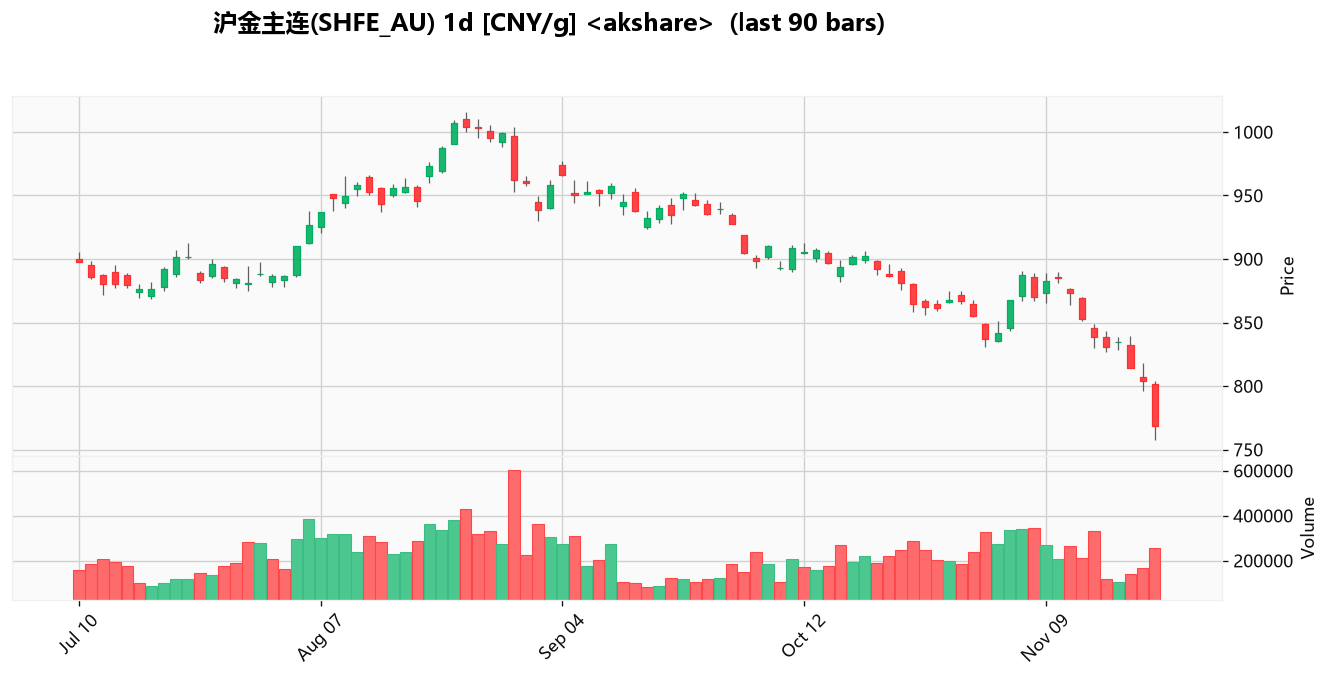 沪金主连(SHFE_AU) 1d [CNY/g] <akshare> (last 90 bars)
1000
950
900
850
800
750
Price
600000
400000
200000
Volume
Jul 10
Aug 07
Sep 04
Oct 12
Nov 09